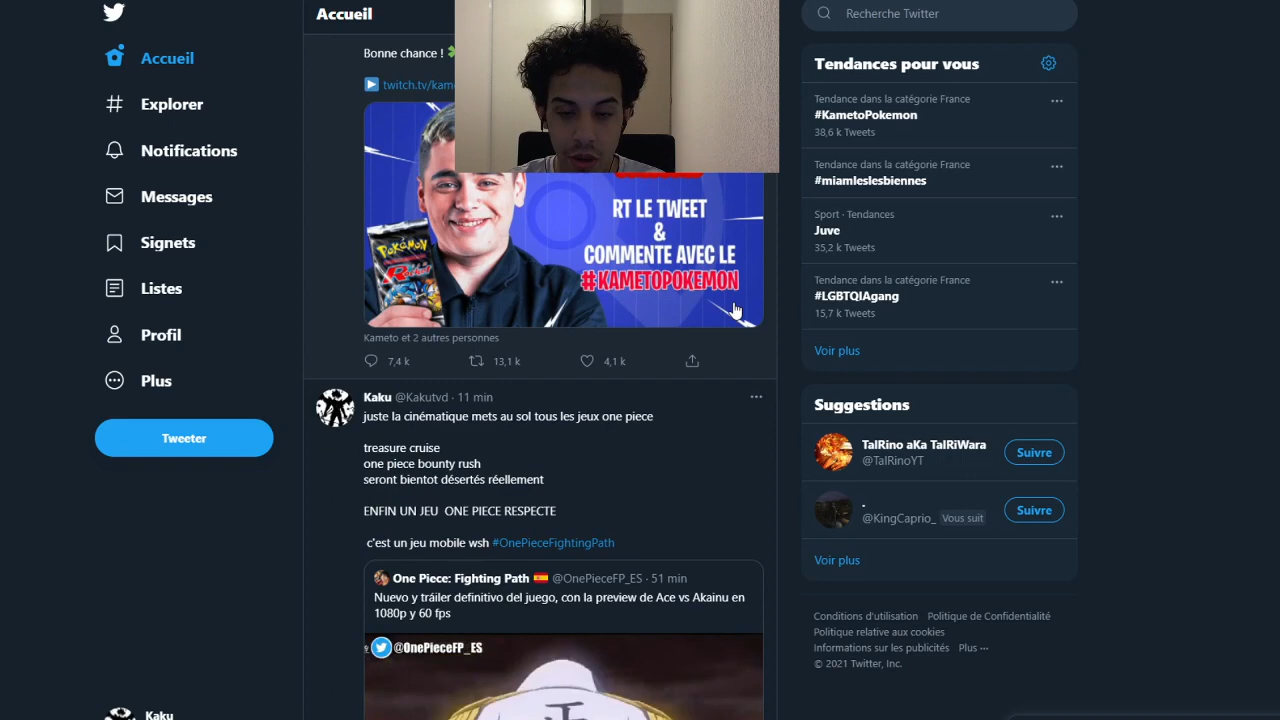 Accueil
Explorer
Notifications
Messages
Signets
Listes
Profil
Plus
Tweeter
Kaku
Accueil
Bonne chance !
twitch.tv/kame
POKéMON
Rocket
RT LE TWEET
&
COMMENTE AVEC LE
#KAMETOPOKEMON
Kameto et 2 autres personnes
7,4 k 13,1 k 4,1 k
Kaku @Kakutvd · 11 min
juste la cinématique mets au sol tous les jeux one piece
treasure cruise
one piece bounty rush
seront bientot désertés réellement
ENFIN UN JEU ONE PIECE RESPECTE
c'est un jeu mobile wsh #OnePieceFightingPath
One Piece: Fighting Path @OnePieceFP_ES · 51 min
Nuevo y tráiler definitivo del juego, con la preview de Ace vs Akainu en
1080p y 60 fps
@OnePieceFP_ES
正
Recherche Twitter
Tendances pour vous
Tendance dans la catégorie France
#KametoPokemon
38,6 k Tweets
Tendance dans la catégorie France
#miamleslesbiennes
Sport · Tendances
Juve
35,2 k Tweets
Tendance dans la catégorie France
#LGBTQIAgang
15,7 k Tweets
Voir plus
Suggestions
TalRino aKa TalRiWara
@TalRinoYT
Suivre
.
@KingCaprio_ Vous suit
Suivre
Voir plus
Conditions d'utilisation Politique de Confidentialité
Politique relative aux cookies
Informations sur les publicités Plus ···
© 2021 Twitter, Inc.